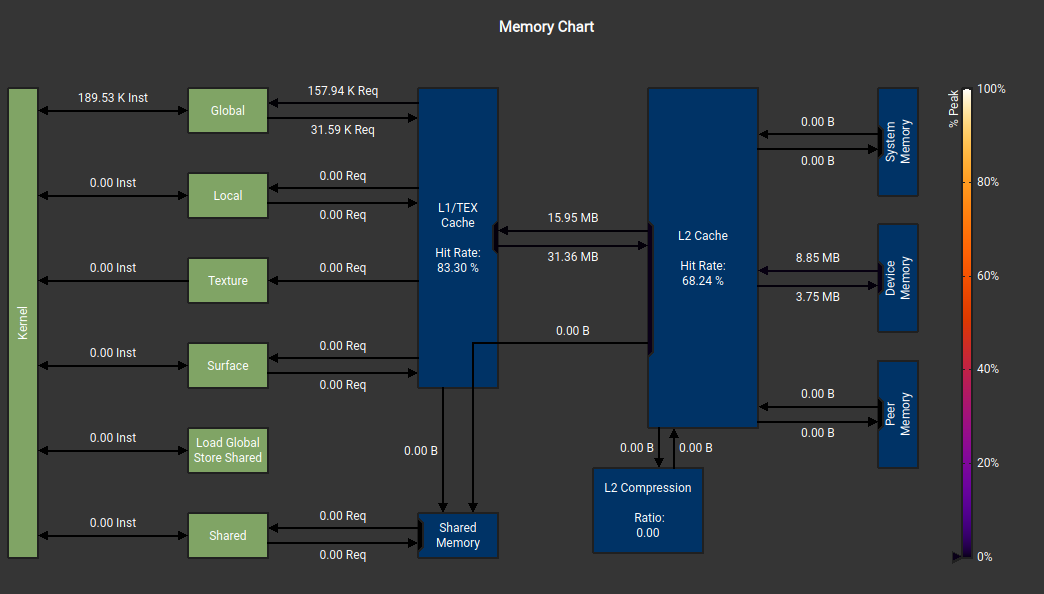 Memory Chart
Kernel
189.53 K Inst
Global
157.94 K Req
31.59 K Req
0.00 Inst
Local
0.00 Req
0.00 Req
0.00 Inst
Texture
0.00 Req
0.00 Inst
Surface
0.00 Req
0.00 Req
0.00 Inst
Load Global
Store Shared
0.00 Inst
Shared
0.00 Req
0.00 Req
L1/TEX
Cache
Hit Rate:
83.30 %
0.00 B
Shared
Memory
15.95 MB
31.36 MB
0.00 B
L2 Cache
Hit Rate:
68.24 %
0.00 B
0.00 B
L2 Compression
Ratio:
0.00
0.00 B
0.00 B
System
Memory
8.85 MB
3.75 MB
Device
Memory
0.00 B
0.00 B
Peer
Memory
% Peak
100%
80%
60%
40%
20%
0%